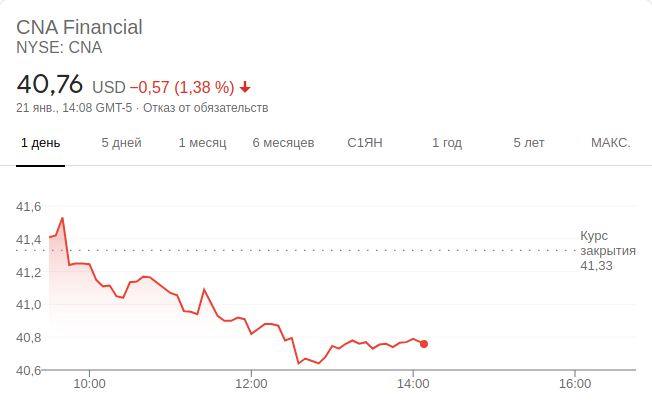 CNA Financial
NYSE: CNA
40,76 USD −0,57 (1,38 %)
21 янв., 14:08 GMT-5 · Отказ от обязательств
1 день 5 дней 1 месяц 6 месяцев С1ЯН 1 год 5 лет МАКС.
41,6
41,4
41,2
41,0
40,8
40,6
Курс
закрытия
41,33
10:00 12:00 14:00 16:00